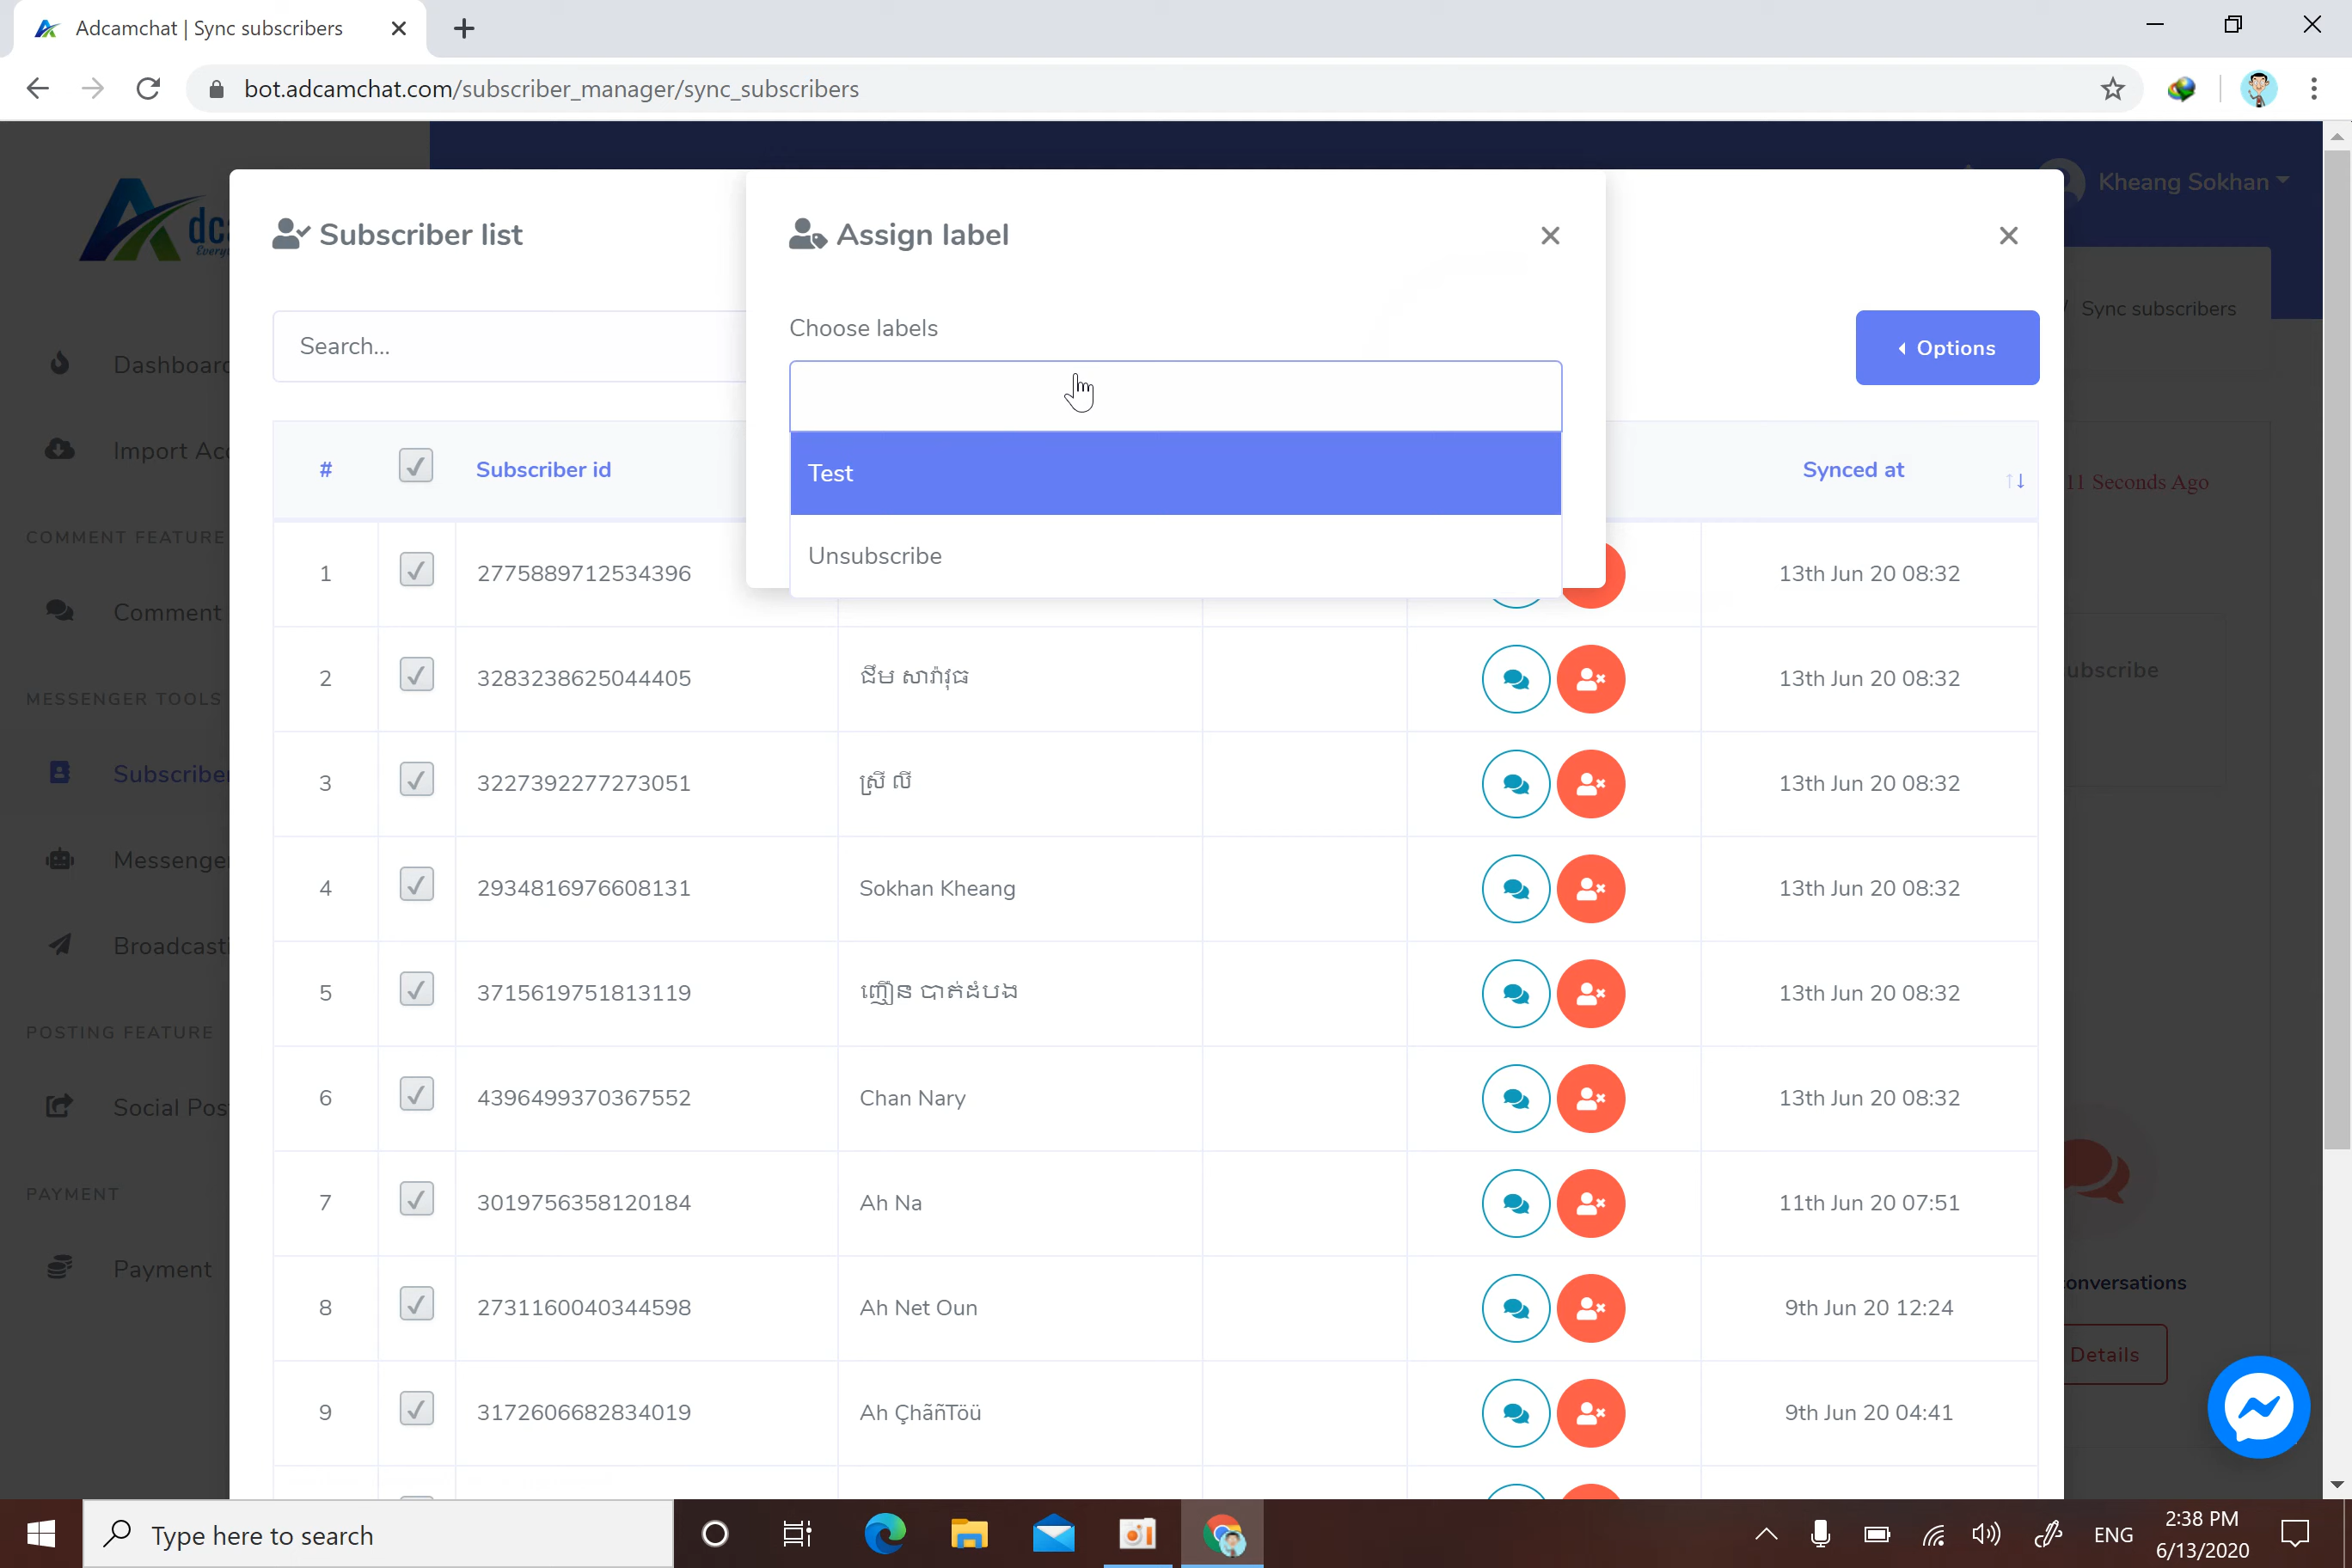 Adcamchat | Sync subscribers
bot.adcamchat.com/subscriber_manager/sync_subscribers
Kheang Sokhan
Subscriber list
Assign label
Sync subscribers
Choose labels
Search...
Options
Test
Unsubscribe
# Subscriber id Synced at
11 Seconds Ago
1 2775889712534396 13th Jun 20 08:32
2 3283238625044405 ជឹម សារ៉ាវុធ 13th Jun 20 08:32
3 3227392277273051 ស្រី លី 13th Jun 20 08:32
4 2934816976608131 Sokhan Kheang 13th Jun 20 08:32
5 3715619751813119 ញឿន បាត់ដំបង 13th Jun 20 08:32
6 4396499370367552 Chan Nary 13th Jun 20 08:32
7 3019756358120184 Ah Na 11th Jun 20 07:51
8 2731160040344598 Ah Net Oun 9th Jun 20 12:24
9 3172606682834019 Ah ÇhãñTöü 9th Jun 20 04:41
Dashboard
Import Acc
COMMENT FEATURE
Comment
MESSENGER TOOLS
Subscriber
Messenger
Broadcasti
POSTING FEATURE
Social Pos
PAYMENT
Payment
ubscribe
onversations
Details
Type here to search
ENG
2:38 PM
6/13/2020